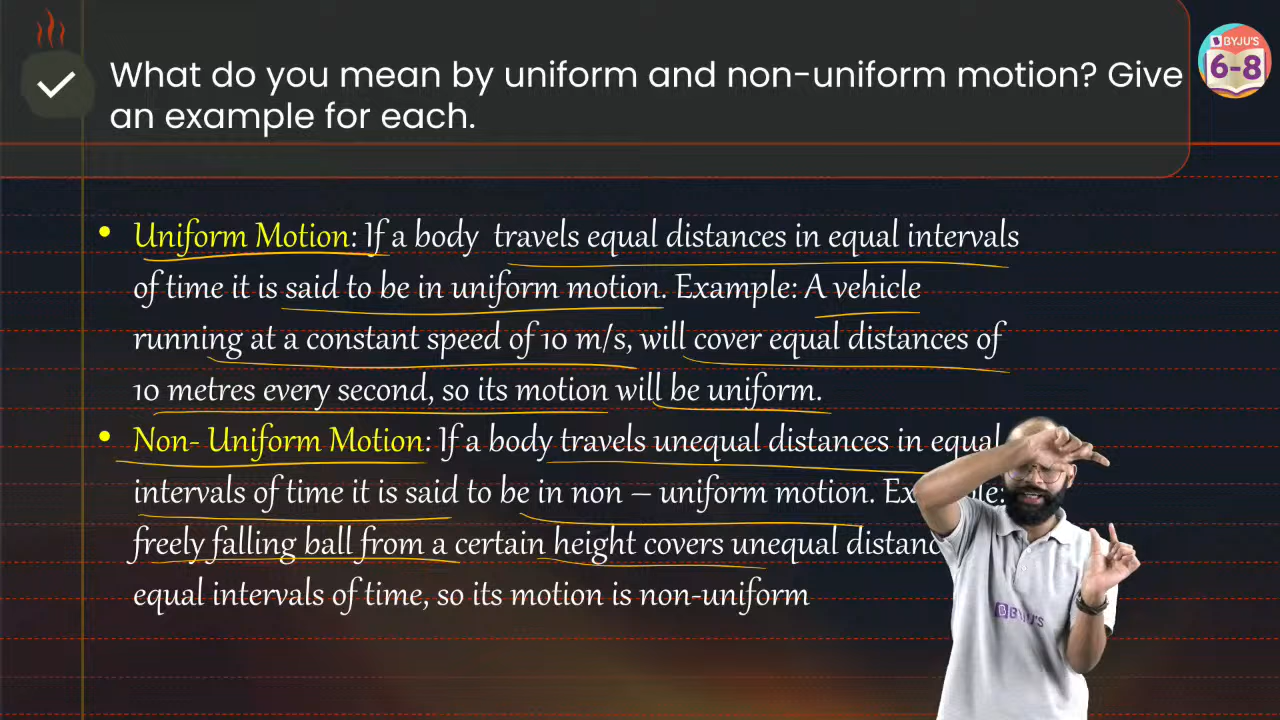 What do you mean by uniform and non-uniform motion? Give
an example for each.
BYJU'S
6-8
• Uniform Motion: If a body travels equal distances in equal intervals
of time it is said to be in uniform motion. Example: A vehicle
running at a constant speed of 10 m/s, will cover equal distances of
10 metres every second, so its motion will be uniform.
• Non- Uniform Motion: If a body travels unequal distances in equal
intervals of time it is said to be in non – uniform motion.
freely falling ball from a certain height covers unequal
equal intervals of time, so its motion is non-uniform
BYJU'S